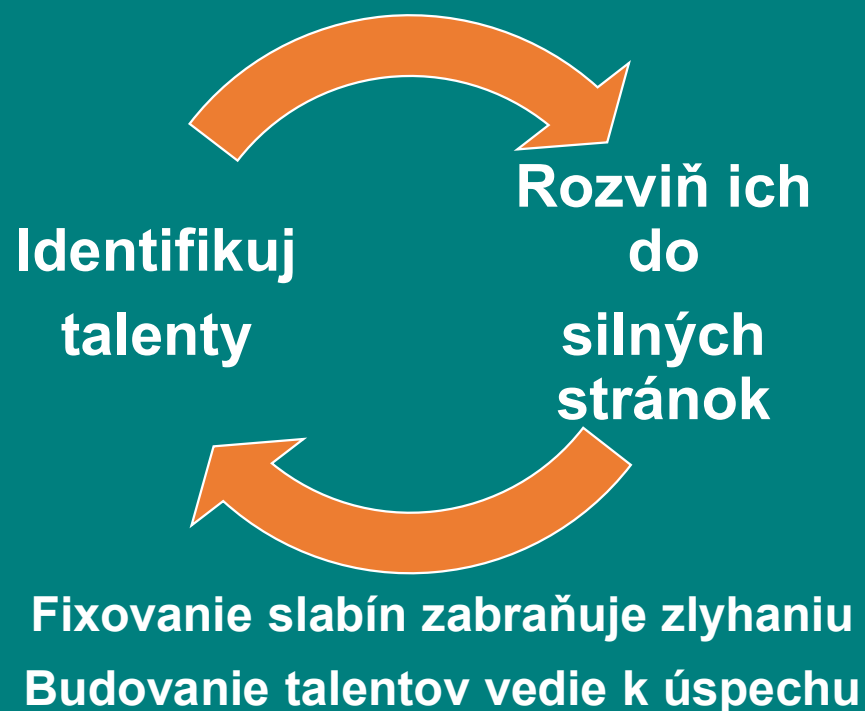 Identifikuj
talenty
Rozviň ich
do
silných
stránok
Fixovanie slabín zabraňuje zlyhaniu
Budovanie talentov vedie k úspechu